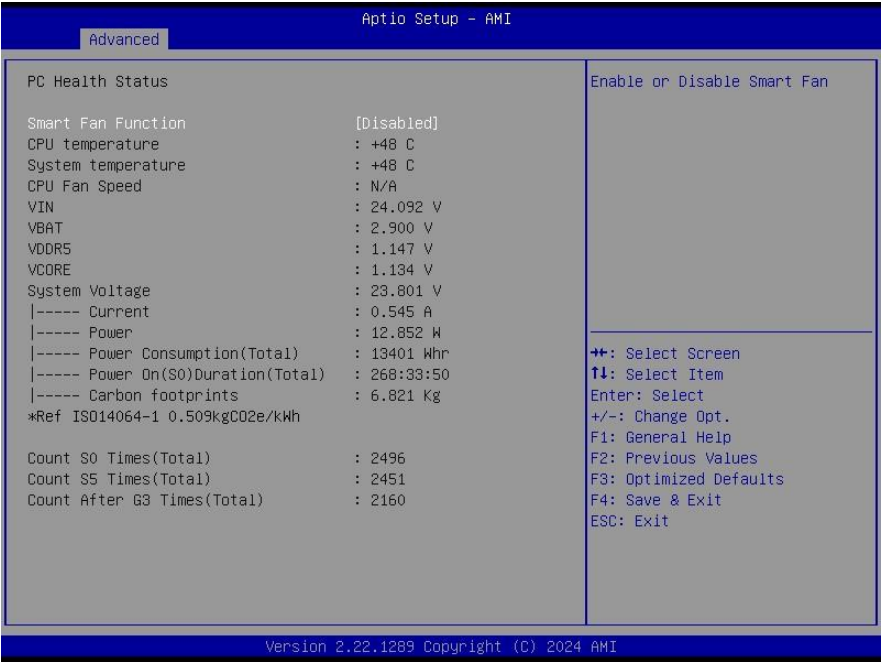 Aptio Setup - AMI
Advanced
PC Health Status
Smart Fan Function [Disabled]
CPU temperature : +48 C
System temperature : +48 C
CPU Fan Speed : N/A
VIN : 24.092 V
VBAT : 2.900 V
VDDR5 : 1.147 V
VCORE : 1.134 V
System Voltage : 23.801 V
|----- Current : 0.545 A
|----- Power : 12.852 W
|----- Power Consumption(Total) : 13401 Whr
|----- Power On(S0)Duration(Total) : 268:33:50
|----- Carbon footprints : 6.821 Kg
*Ref ISO14064-1 0.509kgCO2e/kWh
Count S0 Times(Total) : 2496
Count S5 Times(Total) : 2451
Count After G3 Times(Total) : 2160
Enable or Disable Smart Fan
→←: Select Screen
↑↓: Select Item
Enter: Select
+/-: Change Opt.
F1: General Help
F2: Previous Values
F3: Optimized Defaults
F4: Save & Exit
ESC: Exit
Version 2.22.1289 Copyright (C) 2024 AMI